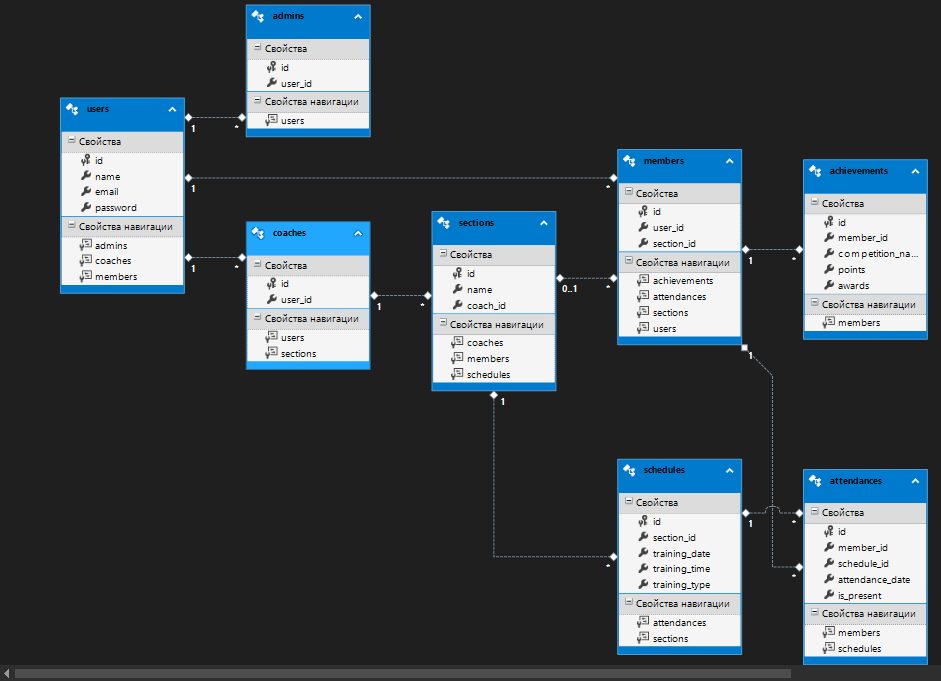 admins
Свойства
id
user_id
Свойства навигации
users
users
Свойства
id
name
email
password
Свойства навигации
admins
coaches
members
1
*
1
*
1
*
coaches
Свойства
id
user_id
Свойства навигации
users
sections
1
*
sections
Свойства
id
name
coach_id
Свойства навигации
coaches
members
schedules
0..1
*
1
*
members
Свойства
id
user_id
section_id
Свойства навигации
achievements
attendances
sections
users
1
*
1
*
achievements
Свойства
id
member_id
competition_na...
points
awards
Свойства навигации
members
schedules
Свойства
id
section_id
training_date
training_time
training_type
Свойства навигации
attendances
sections
1
*
attendances
Свойства
id
member_id
schedule_id
attendance_date
is_present
Свойства навигации
members
schedules